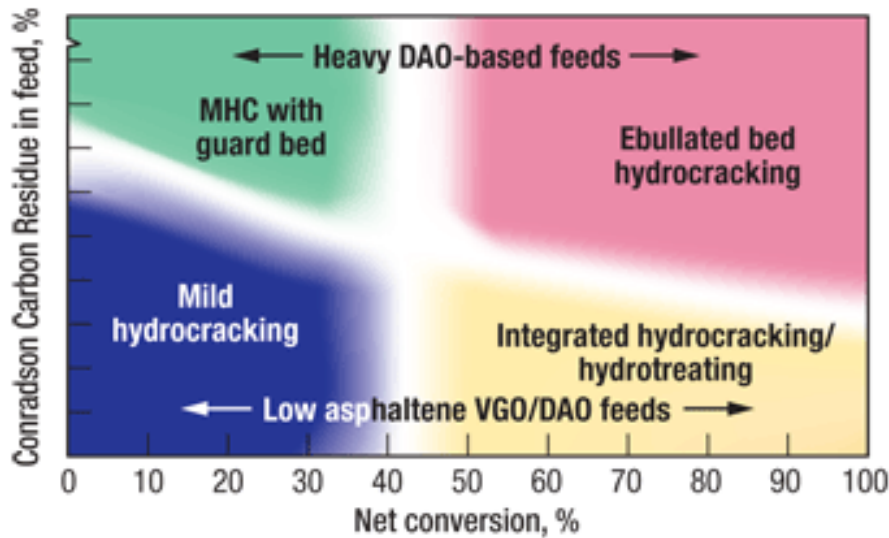 Conradson Carbon Residue in feed, %
Heavy DAO-based feeds
MHC with
guard bed
Ebullated bed
hydrocracking
Mild
hydrocracking
Integrated hydrocracking/
hydrotreating
Low asphaltene VGO/DAO feeds
0 10 20 30 40 50 60 70 80 90 100
Net conversion, %